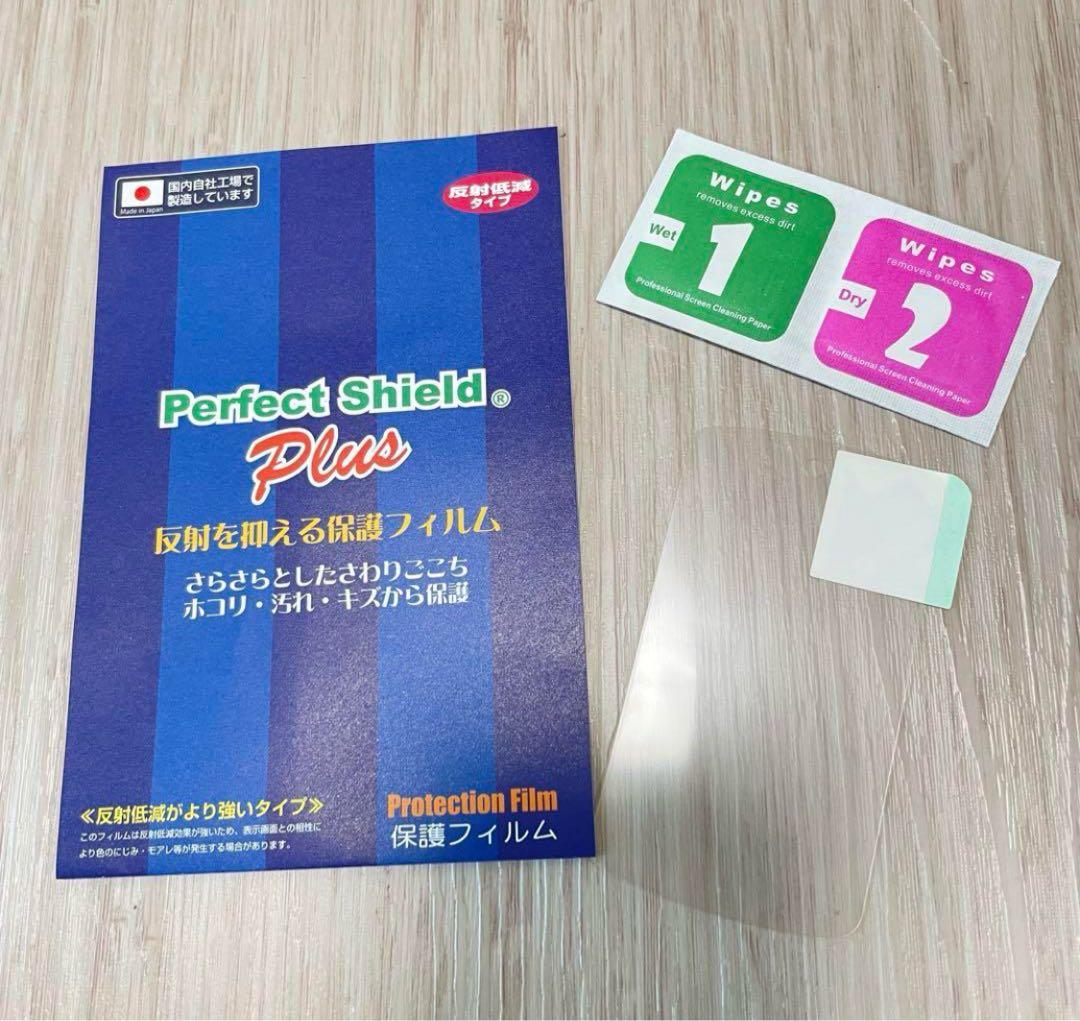 国内自社工場で
製造しています
Made in Japan
反射低減
タイプ
Perfect Shield®
Plus
反射を抑える保護フィルム
さらさらとしたさわりごこち
ホコリ・汚れ・キズから保護
≪反射低減がより強いタイプ≫
このフィルムは反射低減効果が強いため、表示画面との相性に
より色のにじみ・モアレ等が発生する場合があります。
Protection Film
保護フィルム
Wipes
removes excess dirt
Wet
1
Professional Screen Cleaning Paper
Wipes
removes excess dirt
Dry
2
Professional Screen Cleaning Paper